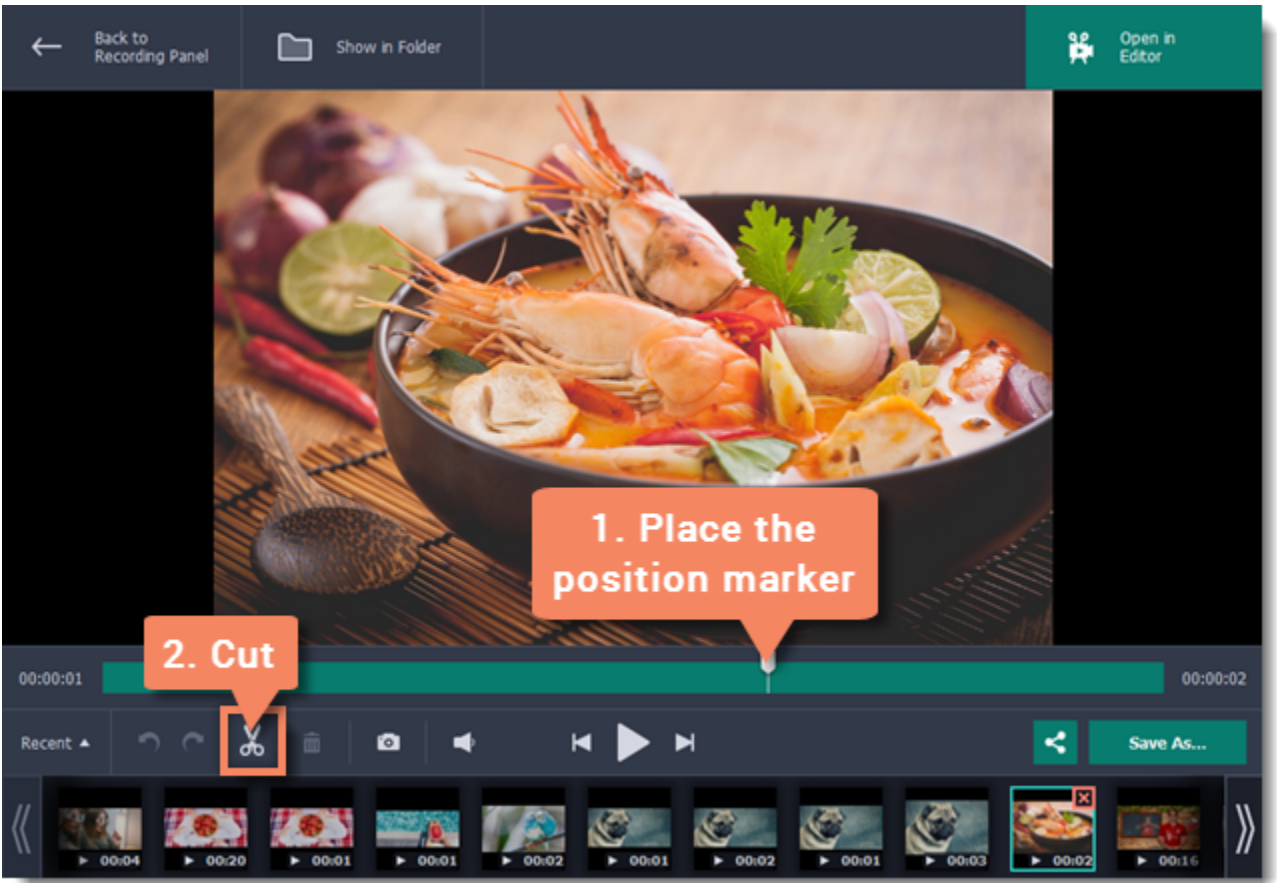 Back to
Recording Panel
Show in Folder
Open in
Editor
1. Place the
position marker
2. Cut
00:00:01
00:00:02
Recent
Save As...
00:04
00:20
00:01
00:01
00:02
00:01
00:02
00:01
00:03
00:02
00:16